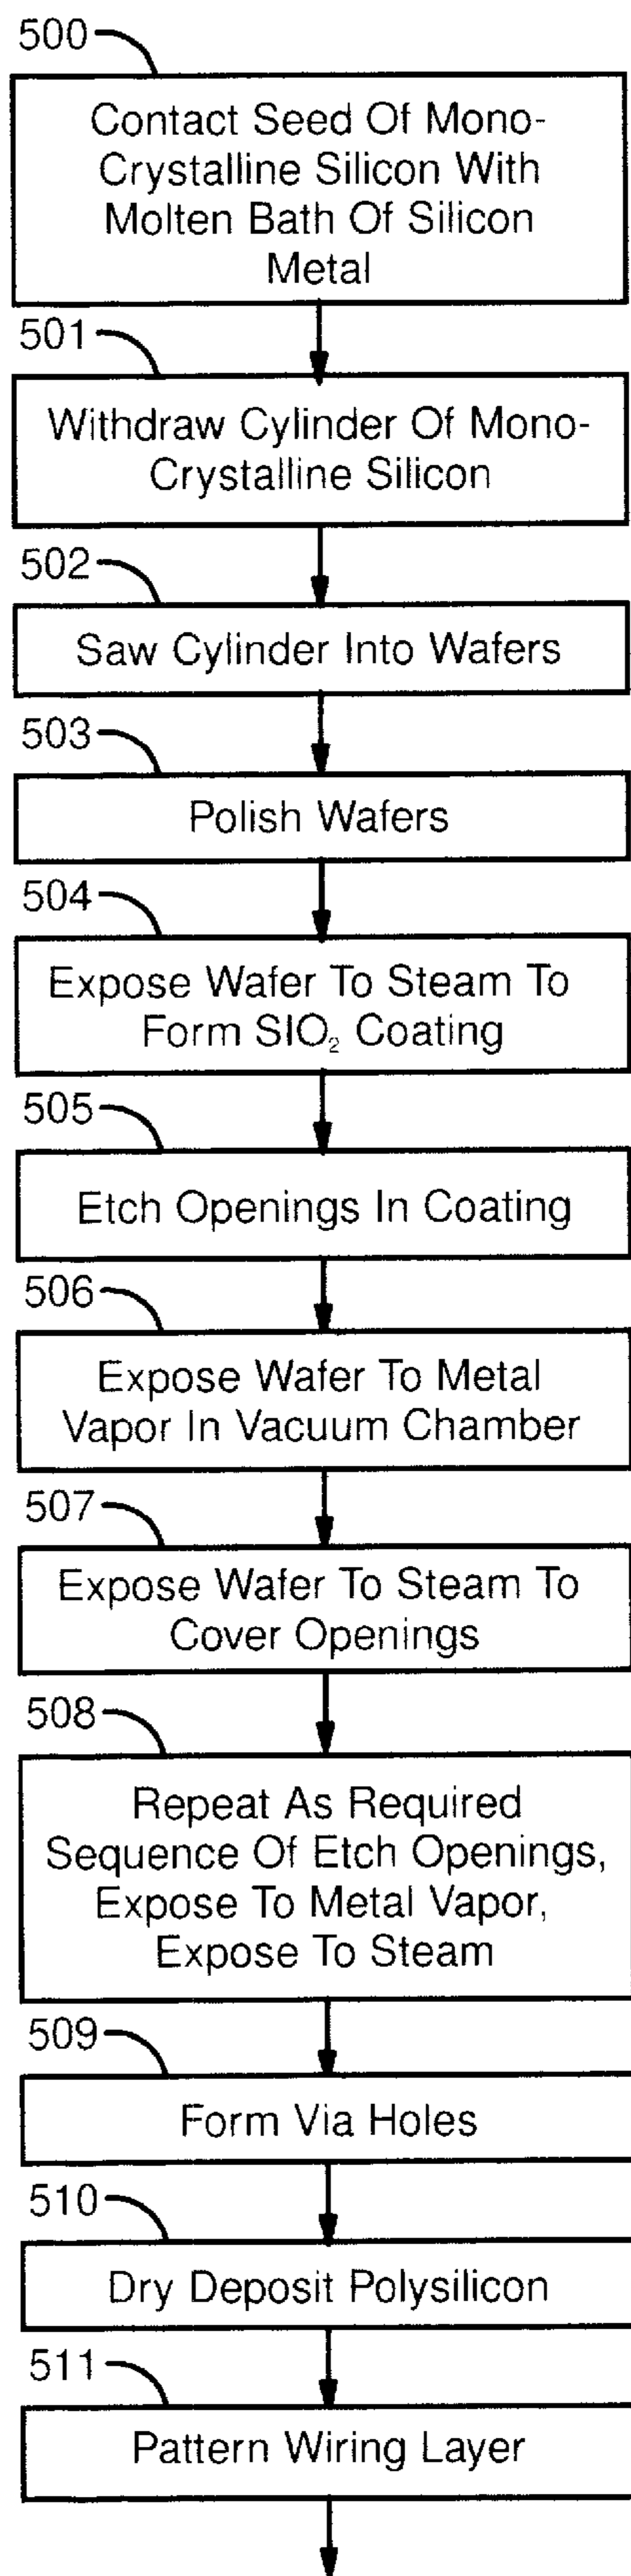 500
Contact Seed Of Mono-
Crystalline Silicon With
Molten Bath Of Silicon
Metal
501
Withdraw Cylinder Of Mono-
Crystalline Silicon
502
Saw Cylinder Into Wafers
503
Polish Wafers
504
Expose Wafer To Steam To
Form SIO₂ Coating
505
Etch Openings In Coating
506
Expose Wafer To Metal
Vapor In Vacuum Chamber
507
Expose Wafer To Steam To
Cover Openings
508
Repeat As Required
Sequence Of Etch Openings,
Expose To Metal Vapor,
Expose To Steam
509
Form Via Holes
510
Dry Deposit Polysilicon
511
Pattern Wiring Layer